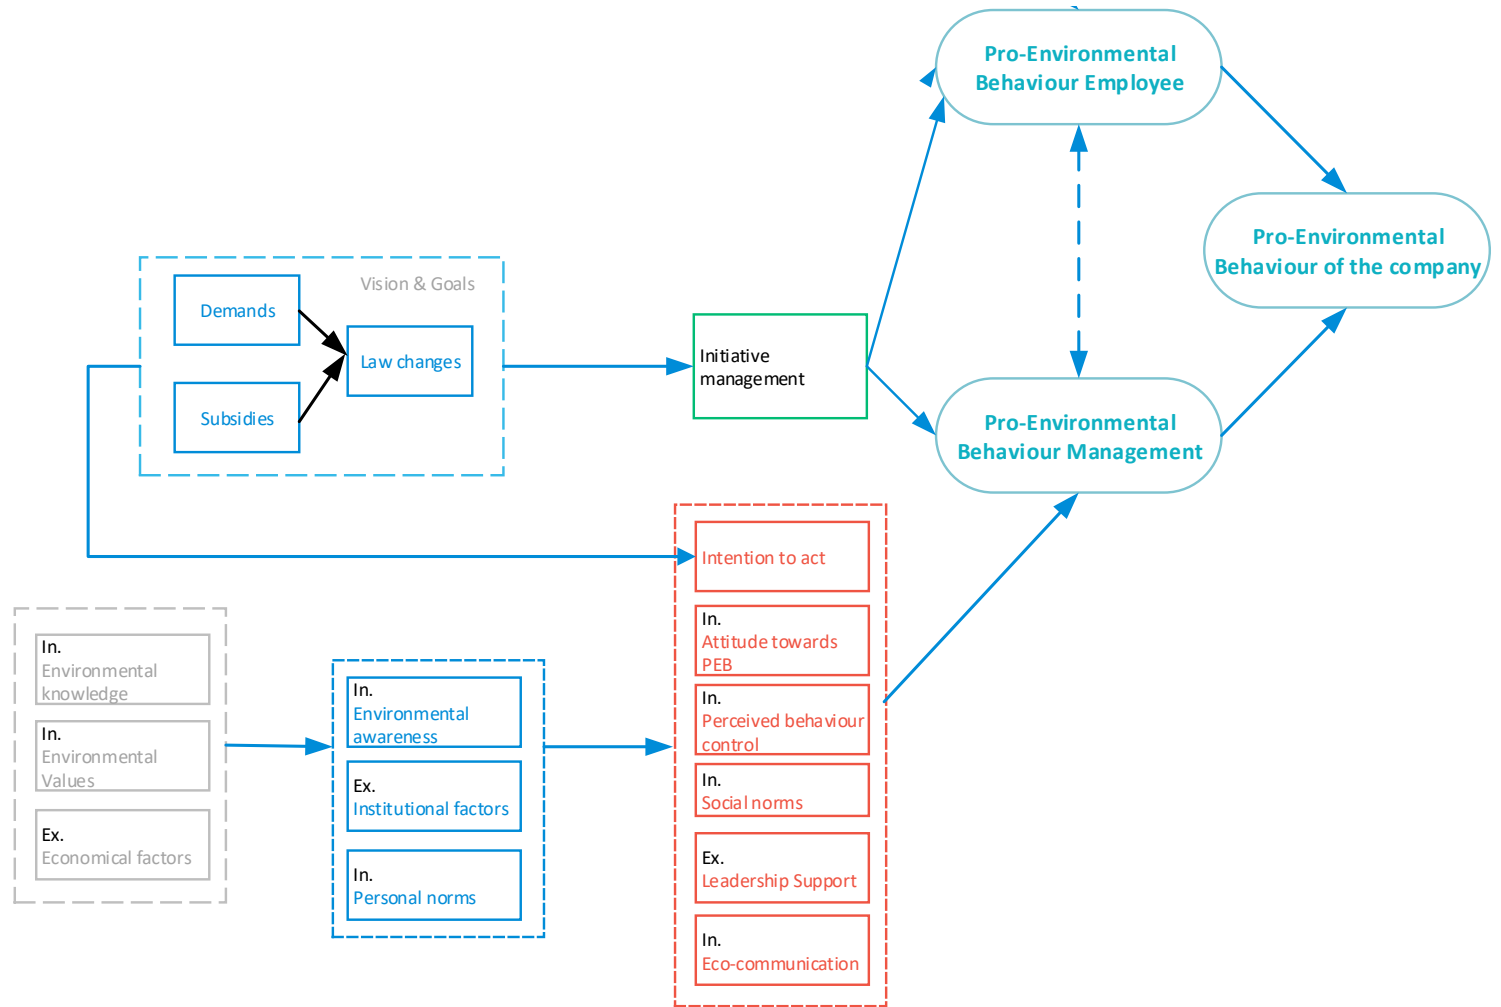 Pro-Environmental
Behaviour Employee
Pro-Environmental
Behaviour of the company
Vision & Goals
Demands
Law changes
Subsidies
Initiative
management
Pro-Environmental
Behaviour Management
Intention to act
In.
Attitude towards
PEB
In.
Perceived behaviour
control
In.
Social norms
Ex.
Leadership Support
In.
Eco-communication
In.
Environmental
knowledge
In.
Environmental
Values
Ex.
Economical factors
In.
Environmental
awareness
Ex.
Institutional factors
In.
Personal norms